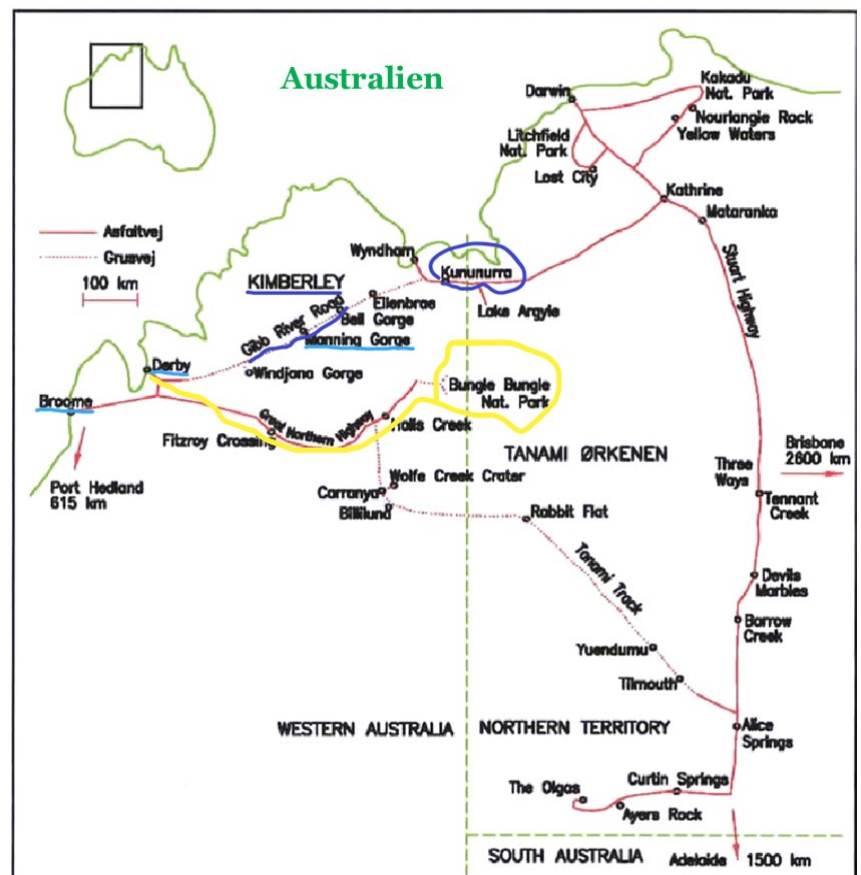 Australien
Darwin
Kakadu
Nat. Park
Nourlangie Rock
Yellow Waters
Litchfield
Nat. Park
Lost City
Kathrine
Mataranka
Asfaltvej
Grusvej
100 km
Wyndham
Kununurra
Lake Argyle
KIMBERLEY
Ellenbrae
Bell Gorge
Gibb River Road
Manning Gorge
Stuart Highway
Derby
Windjana Gorge
Broome
Bungle Bungle
Nat. Park
Great Northern Highway
Halls Creek
Fitzroy Crossing
TANAMI ØRKENEN
Brisbane
2600 km
Port Hedland
615 km
Wolfe Creek Crater
Carranya
Billiluna
Rabbit Flat
Three
Ways
Tennant
Creek
Tanami Track
Devils
Marbles
Barrow
Creek
Yuendumu
Tilmouth
WESTERN AUSTRALIA
NORTHERN TERRITORY
Alice
Springs
The Olgas
Curtin Springs
Ayers Rock
SOUTH AUSTRALIA
Adelaide
1500 km